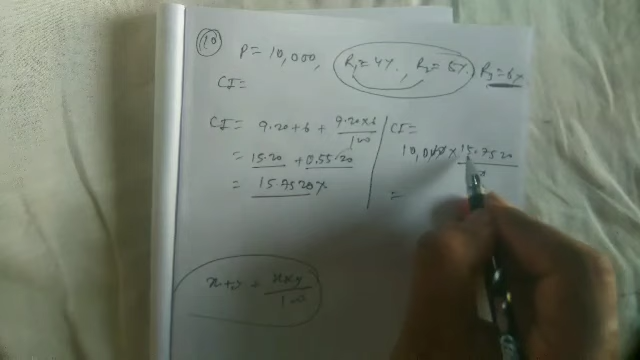 10
P = 10,000, R₁=4%, R₂=5%, R₃=6%
CI=
CI= 9.20+6 + 9.20×6/100
= 15.20 + 0.5520
= 15.7520%
x+y+ x×y/100
CI=
10,000 × 15.7520
=